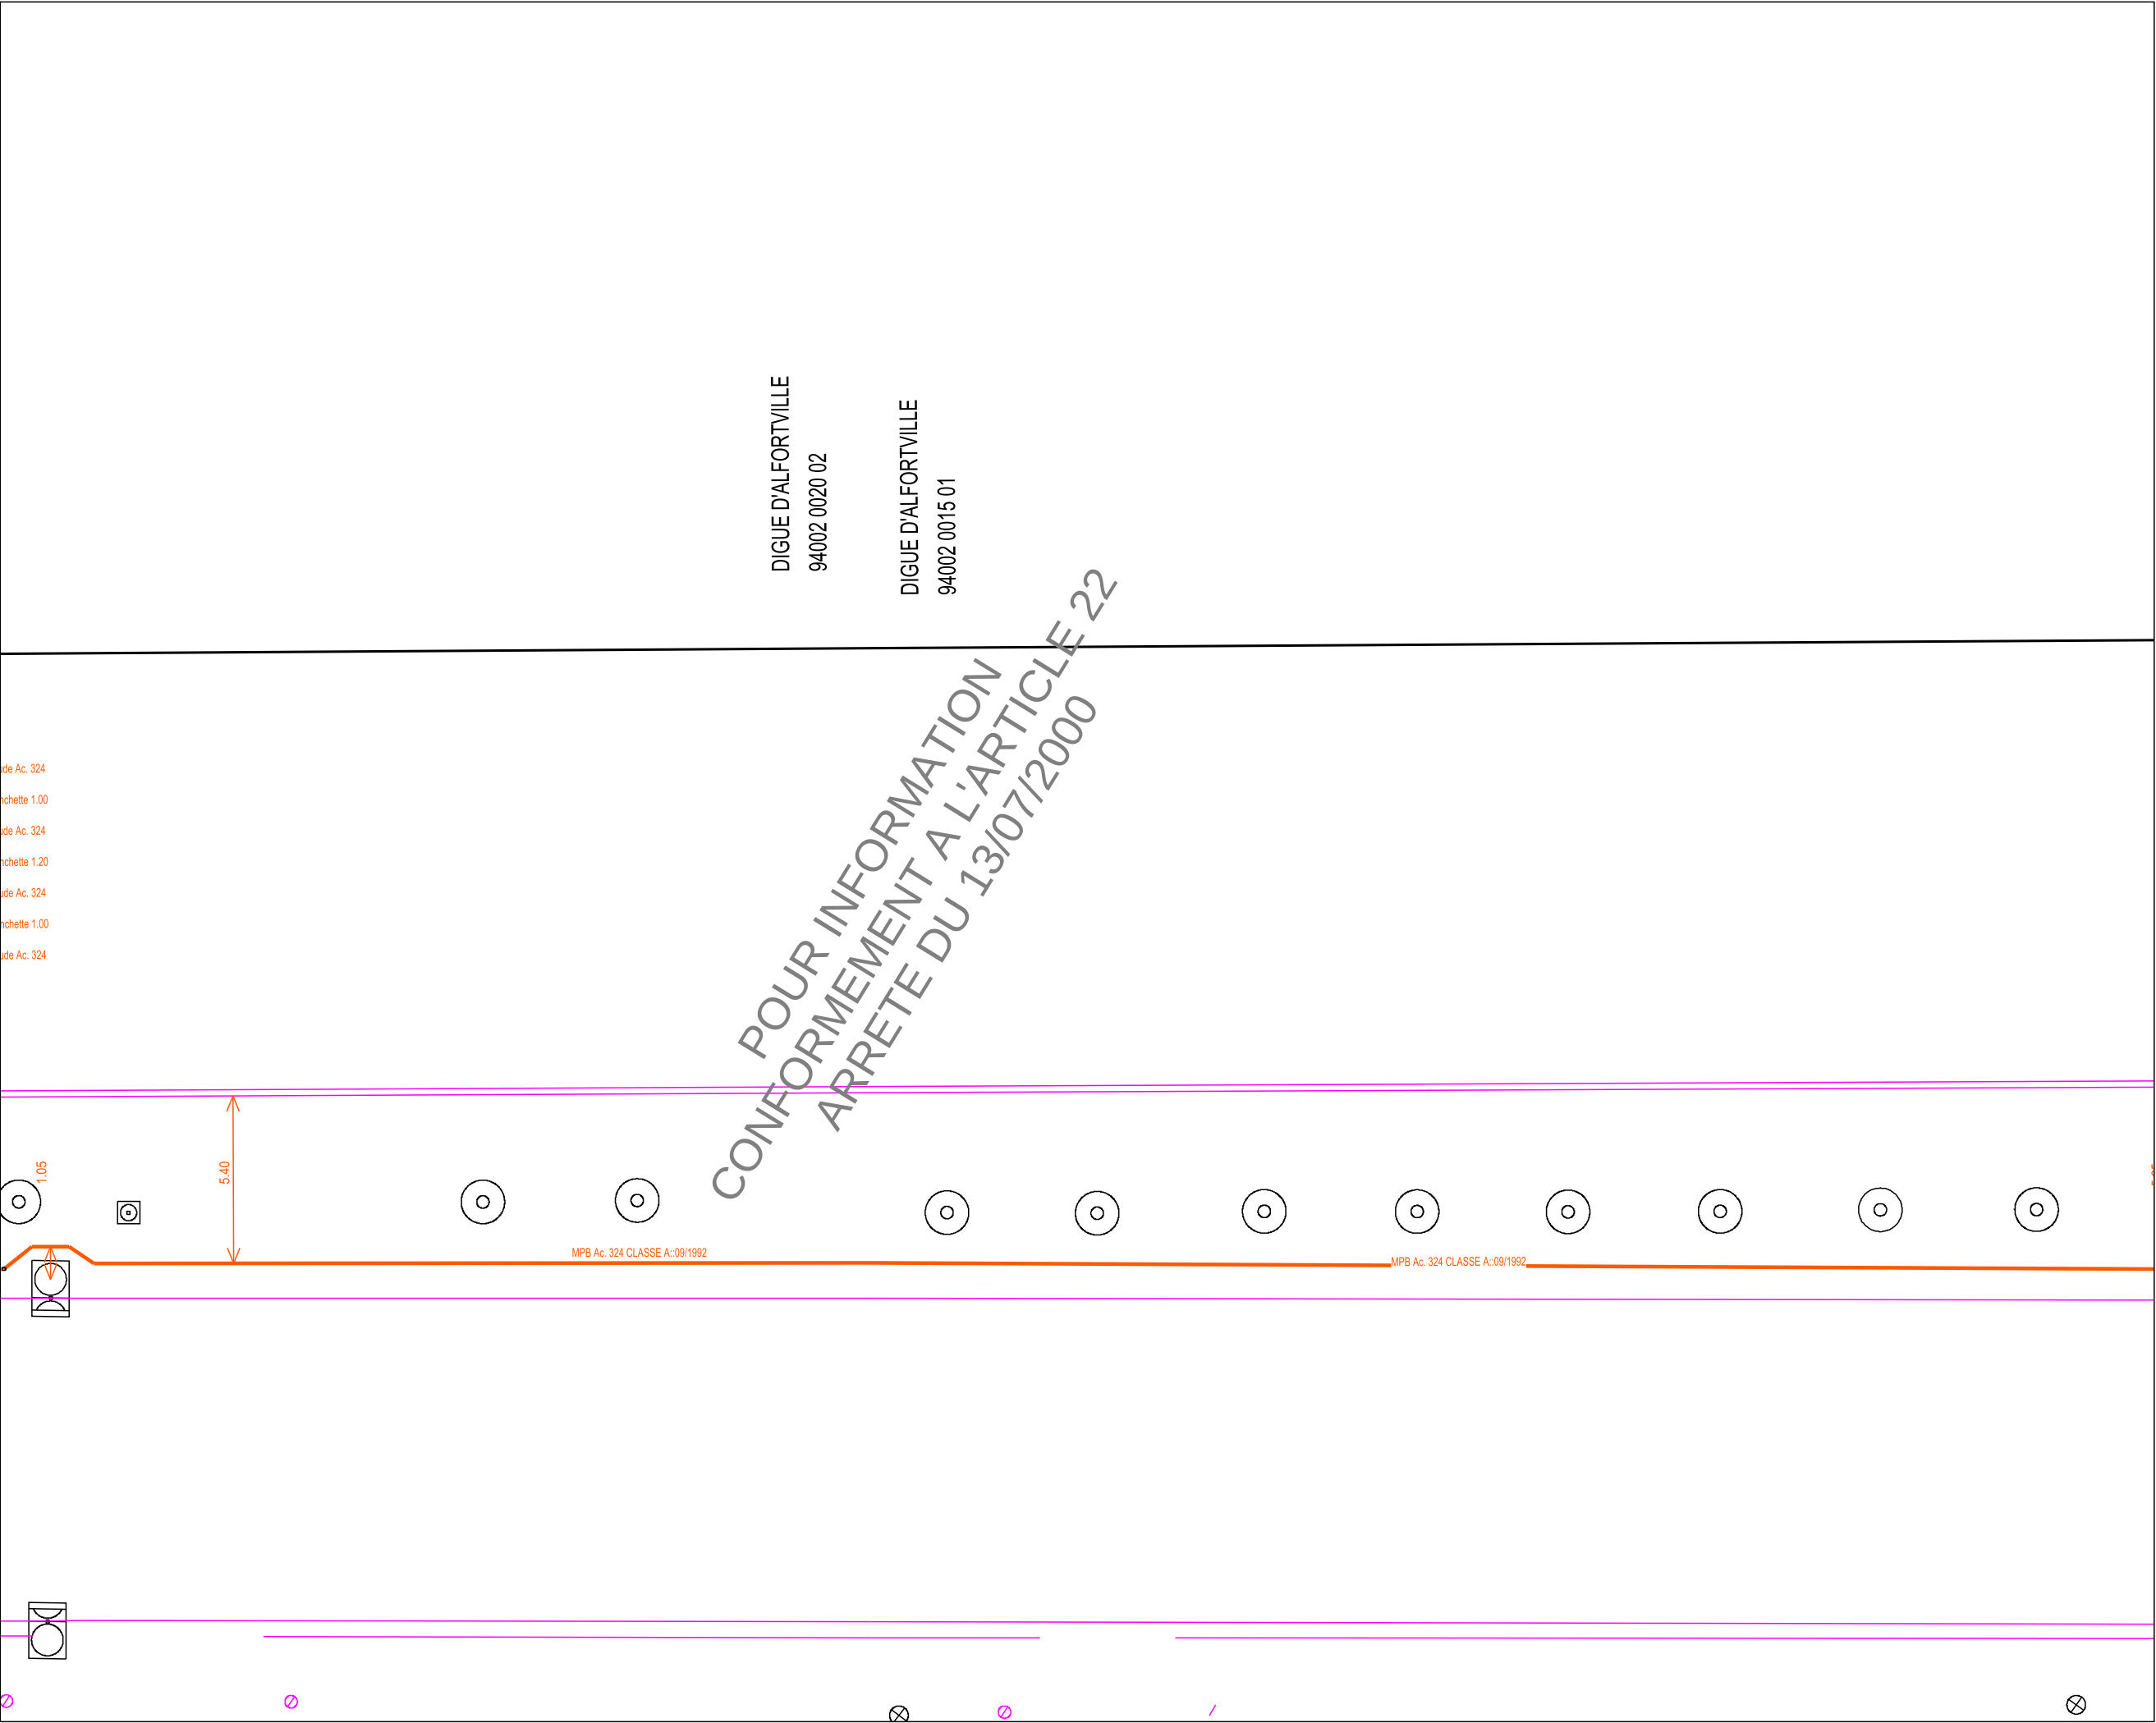 DIGUE D'ALFORTVILLE
94002 0020 02
DIGUE D'ALFORTVILLE
94002 0015 01
POUR INFORMATION
CONFORMEMENT A L'ARTICLE 22
ARRETE DU 13/07/2000
Ac. 324
1.00
Ac. 324
1.20
Ac. 324
1.00
Ac. 324
1.05
5.40
MPB Ac. 324 CLASSE A::09/1992
MPB Ac. 324 CLASSE A::09/1992